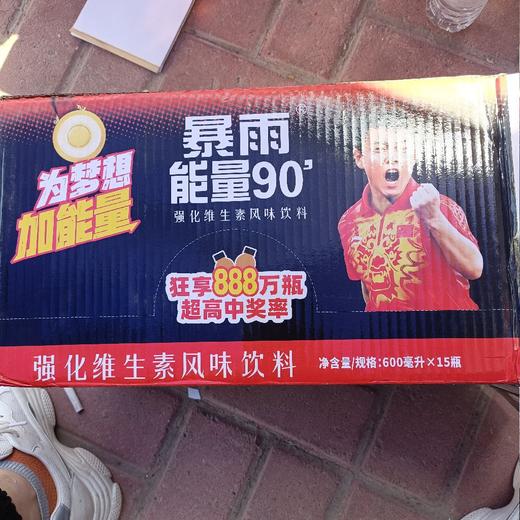 为梦想
加能量
暴雨
能量90
强化维生素风味饮料
狂享888万瓶
超高中奖率
强化维生素风味饮料
净含量/规格:600毫升×15瓶